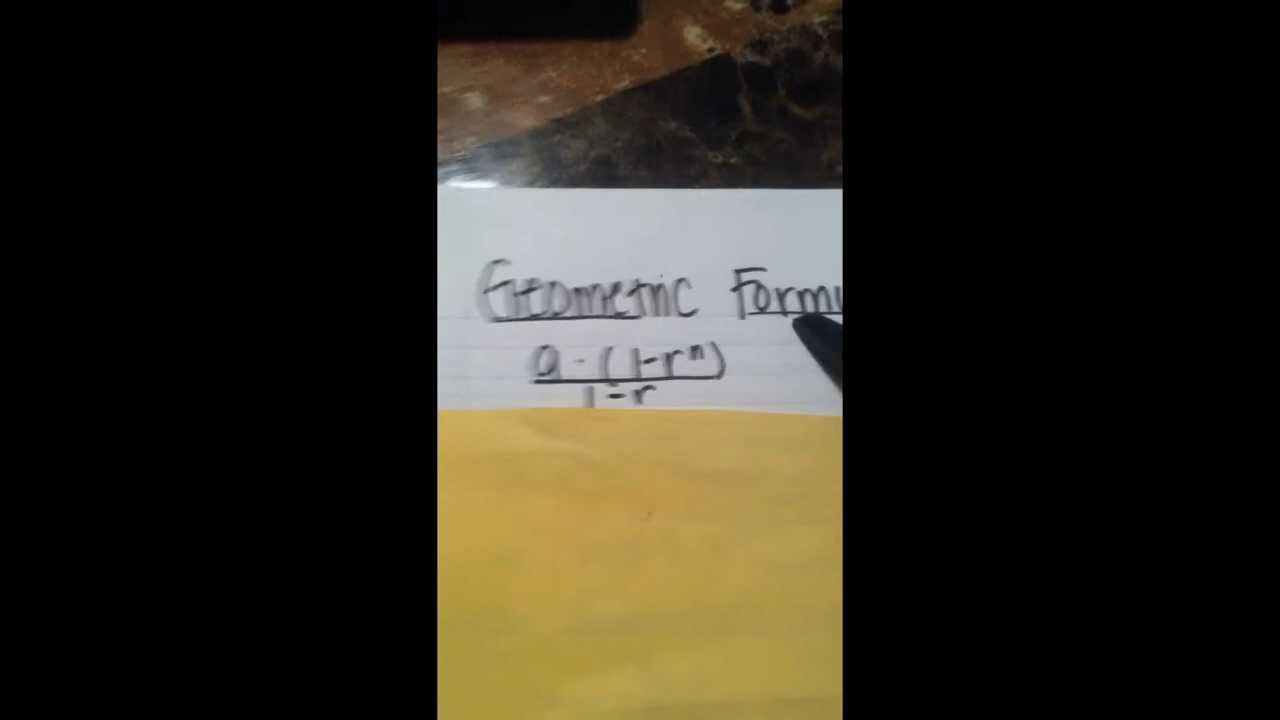 Geometric Formu
a · (1-rⁿ)
1-r